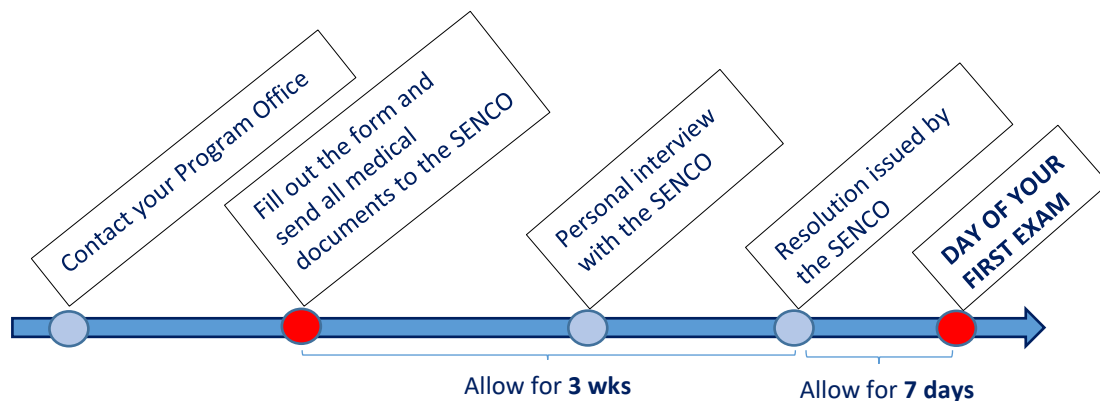 Contact your Program Office
Fill out the form and
send all medical
documents to the SENCO
Personal interview
with the SENCO
Resolution issued by
the SENCO
DAY OF YOUR
FIRST EXAM
Allow for 3 wks
Allow for 7 days